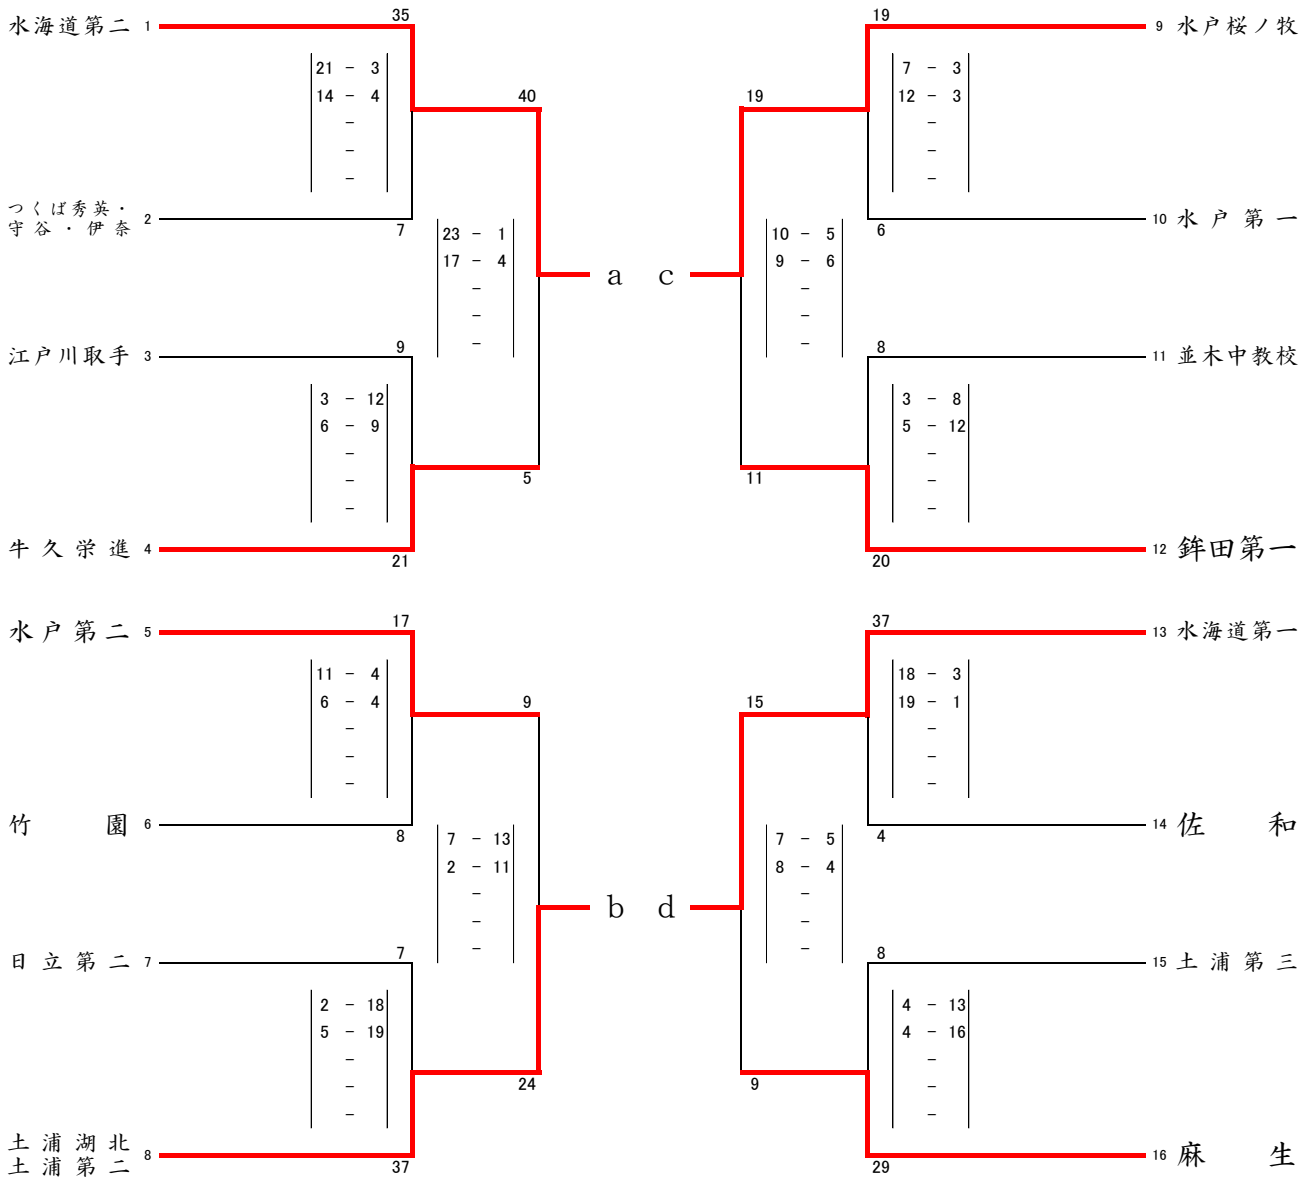 水海道第二 1
35
21 - 3
14 - 4
-
-
-
つくば秀英・
守谷・伊奈 2
7
40
23 - 1
17 - 4
-
-
-
a
江戸川取手 3
9
3 - 12
6 - 9
-
-
-
5
牛久栄進 4
21
水戸第二 5
17
11 - 4
6 - 4
-
-
-
9
竹園 6
8
7 - 13
2 - 11
-
-
-
b
日立第二 7
7
2 - 18
5 - 19
-
-
-
24
土浦湖北
土浦第二 8
37
19
9 水戸桜ノ牧
7 - 3
12 - 3
-
-
-
19
6
10 水戸第一
10 - 5
9 - 6
-
-
-
c
8
11 並木中教校
3 - 8
5 - 12
-
-
-
11
20
12 鉾田第一
37
13 水海道第一
18 - 3
19 - 1
-
-
-
15
4
14 佐和
7 - 5
8 - 4
-
-
-
d
8
15 土浦第三
4 - 13
4 - 16
-
-
-
9
29
16 麻生